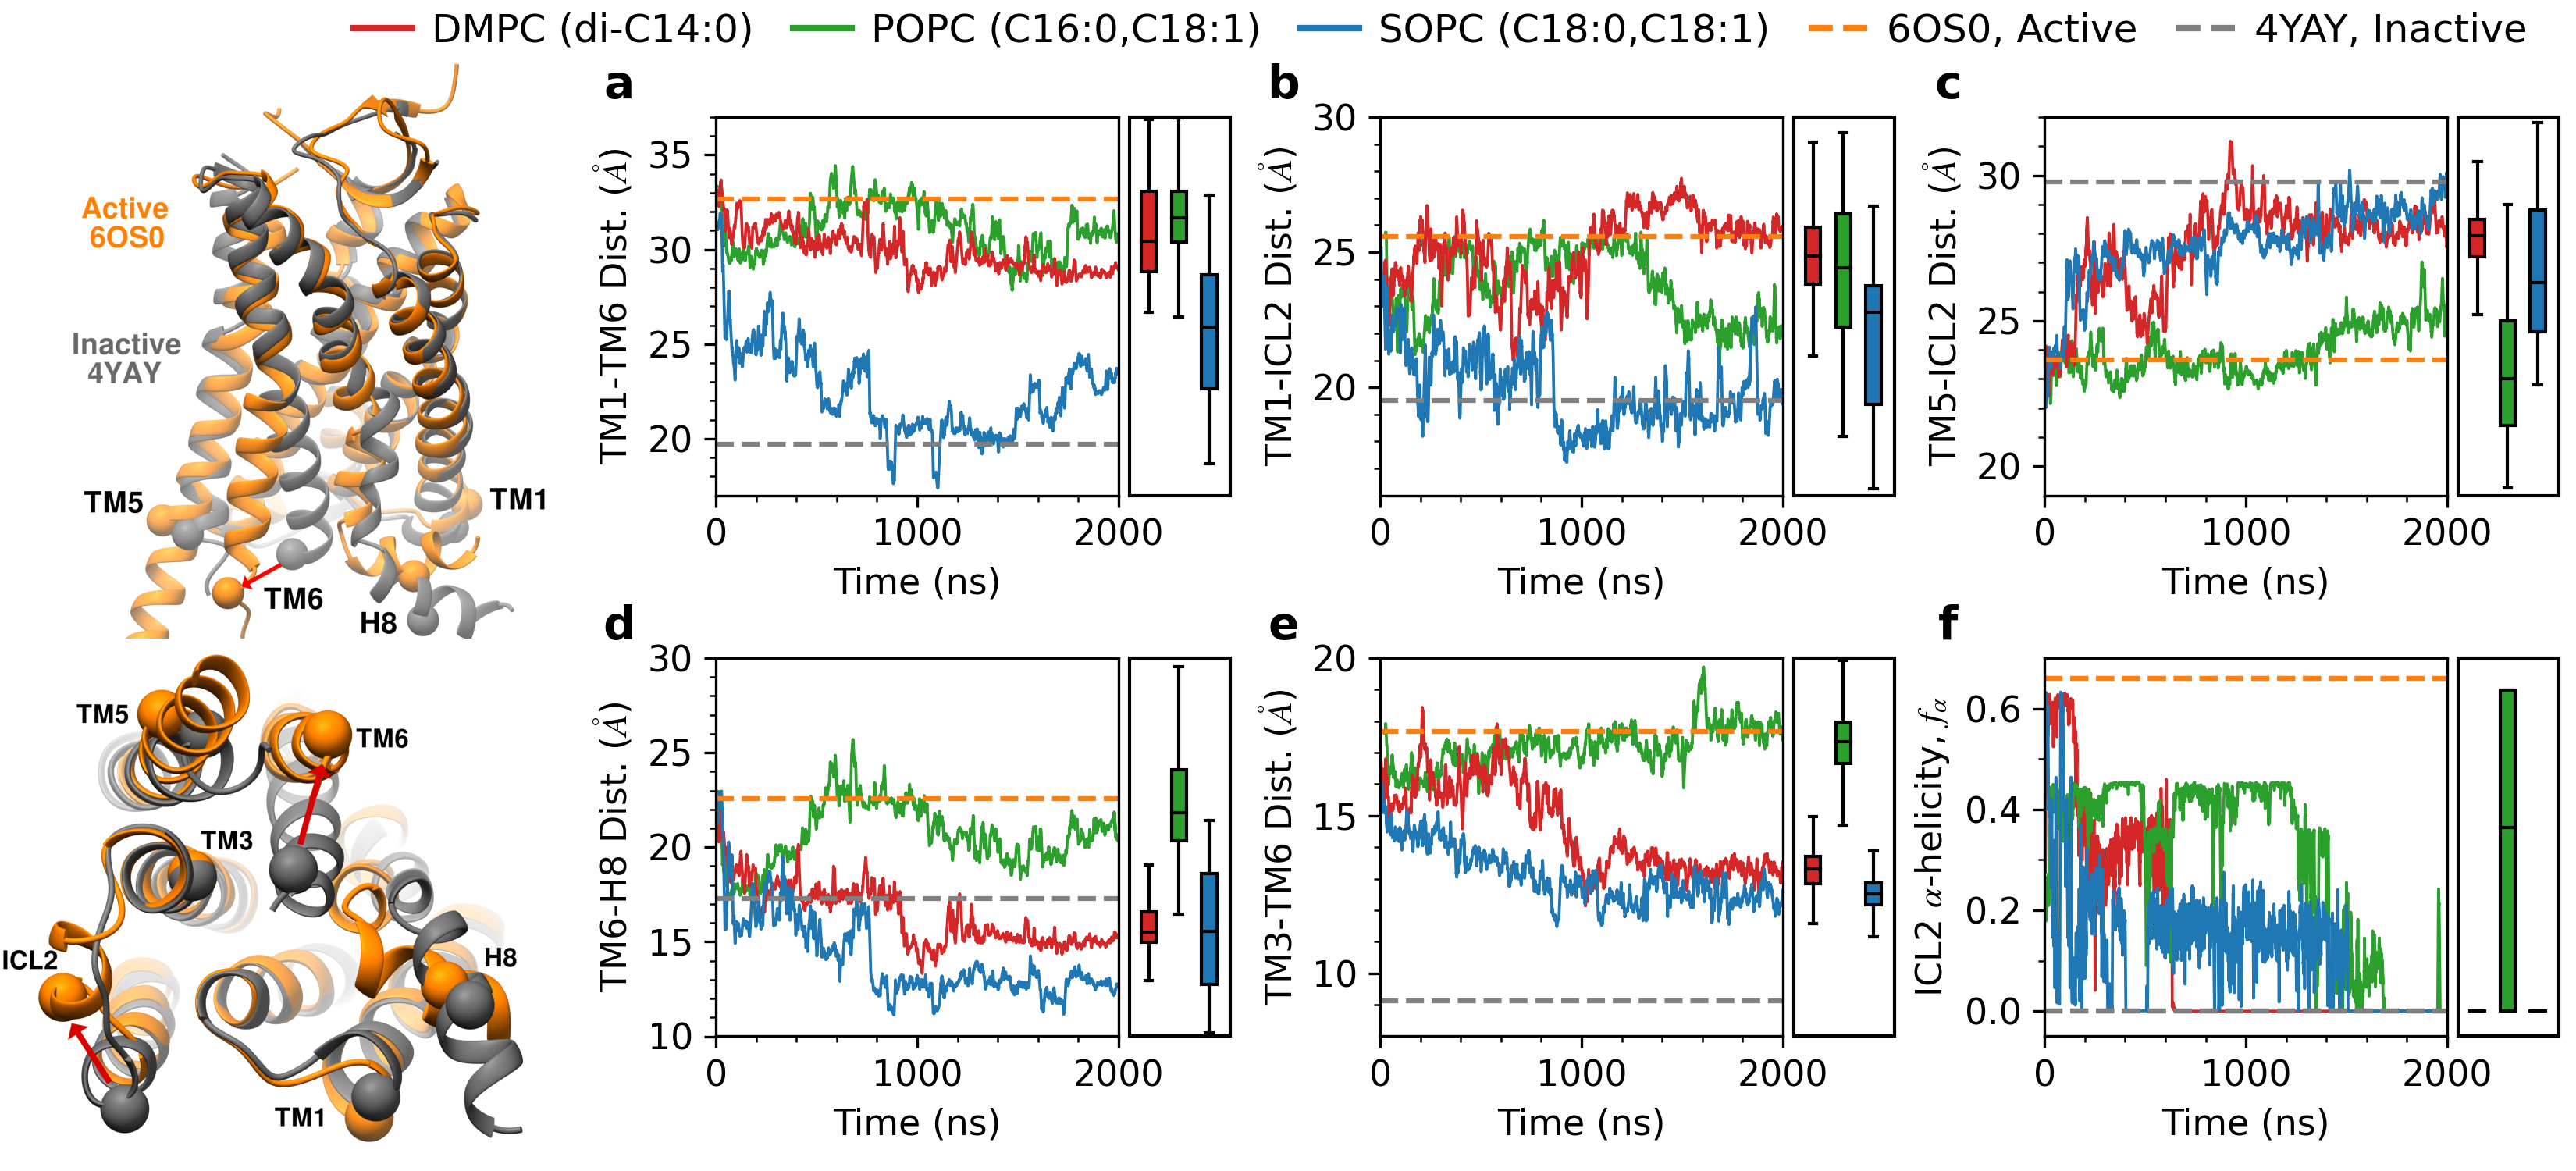 DMPC (di-C14:0) POPC (C16:0,C18:1) SOPC (C18:0,C18:1) 6OS0, Active 4YAY, Inactive
Active
6OS0
Inactive
4YAY
TM5
TM1
TM6
H8
TM5
TM6
TM3
ICL2
H8
TM1
a
TM1-TM6 Dist. (Å)
35
30
25
20
0 1000 2000
Time (ns)
b
TM1-ICL2 Dist. (Å)
30
25
20
0 1000 2000
Time (ns)
c
TM5-ICL2 Dist. (Å)
30
25
20
0 1000 2000
Time (ns)
d
TM6-H8 Dist. (Å)
30
25
20
15
10
0 1000 2000
Time (ns)
e
TM3-TM6 Dist. (Å)
20
15
10
0 1000 2000
Time (ns)
f
ICL2 α-helicity, fα
0.6
0.4
0.2
0.0
0 1000 2000
Time (ns)